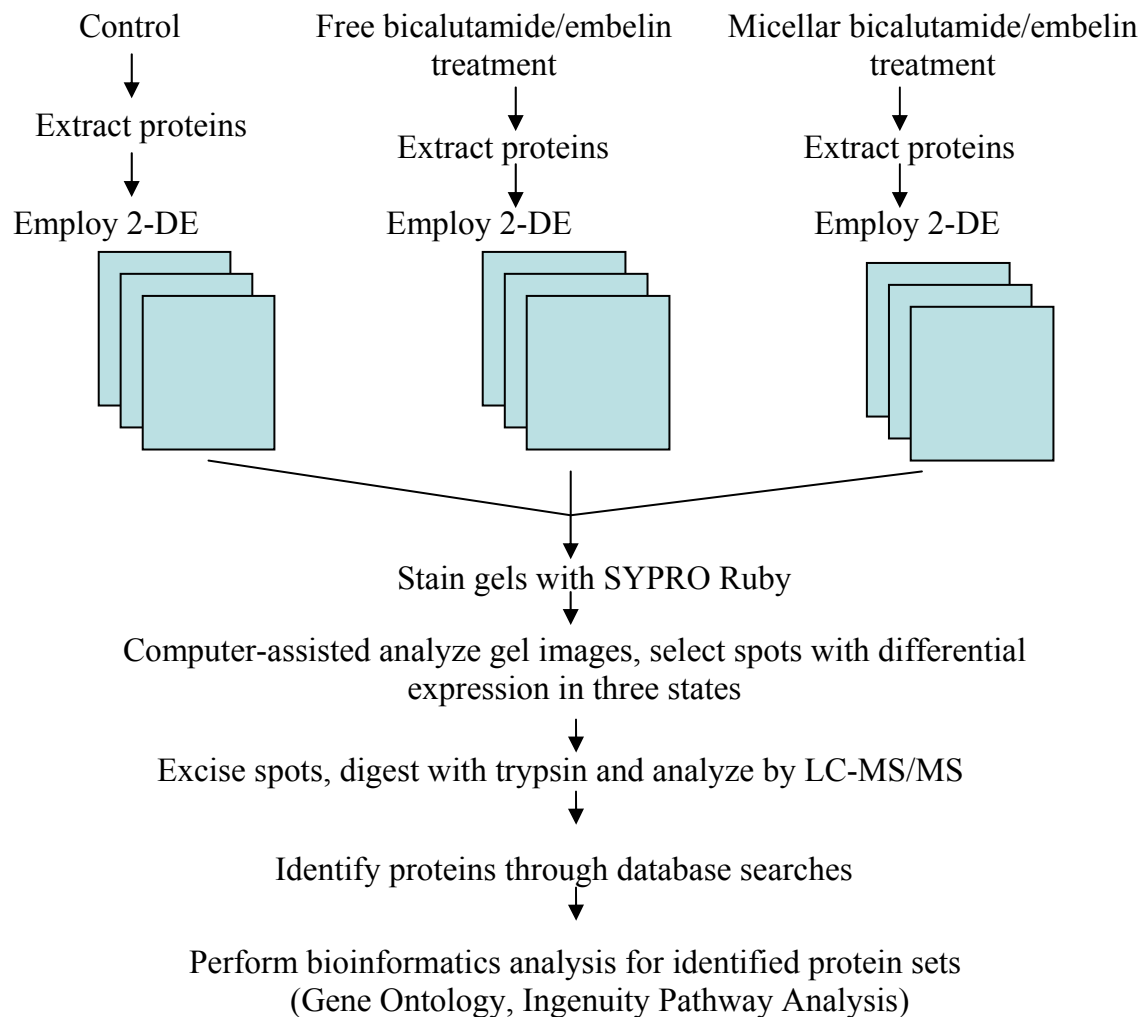 Control
Free bicalutamide/embelin
treatment
Micellar bicalutamide/embelin
treatment
Extract proteins
Extract proteins
Extract proteins
Employ 2-DE
Employ 2-DE
Employ 2-DE
Stain gels with SYPRO Ruby
Computer-assisted analyze gel images, select spots with differential
expression in three states
Excise spots, digest with trypsin and analyze by LC-MS/MS
Identify proteins through database searches
Perform bioinformatics analysis for identified protein sets
(Gene Ontology, Ingenuity Pathway Analysis)